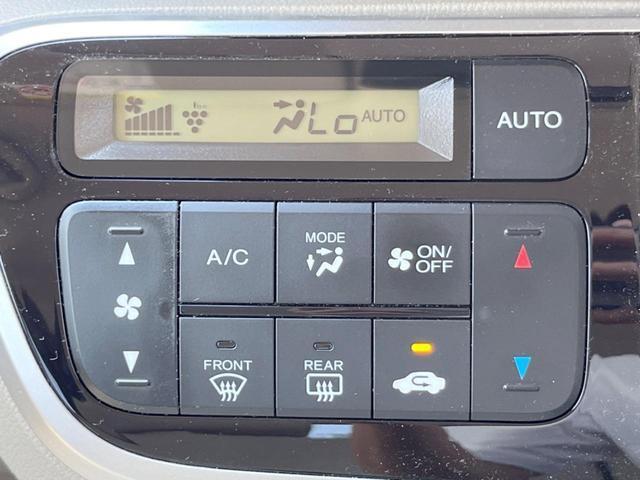 Lo AUTO
AUTO
A/C
MODE
ON/
OFF
FRONT
REAR